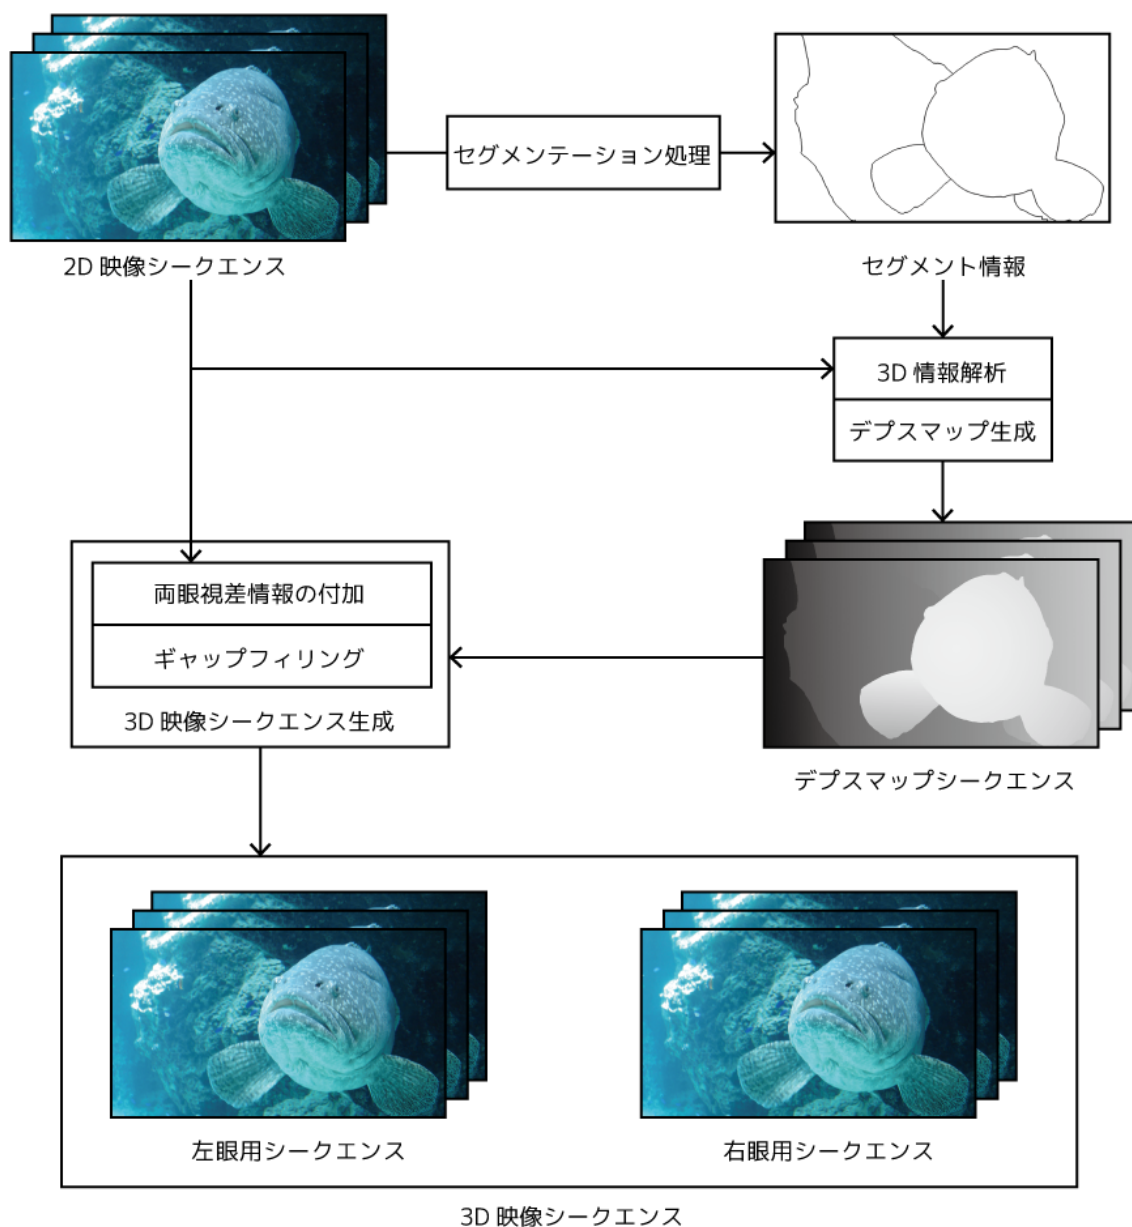 セグメンテーション処理
2D 映像シークエンス
セグメント情報
3D 情報解析
デプスマップ生成
両眼視差情報の付加
ギャップフィリング
3D 映像シークエンス生成
デプスマップシークエンス
左眼用シークエンス
右眼用シークエンス
3D 映像シークエンス